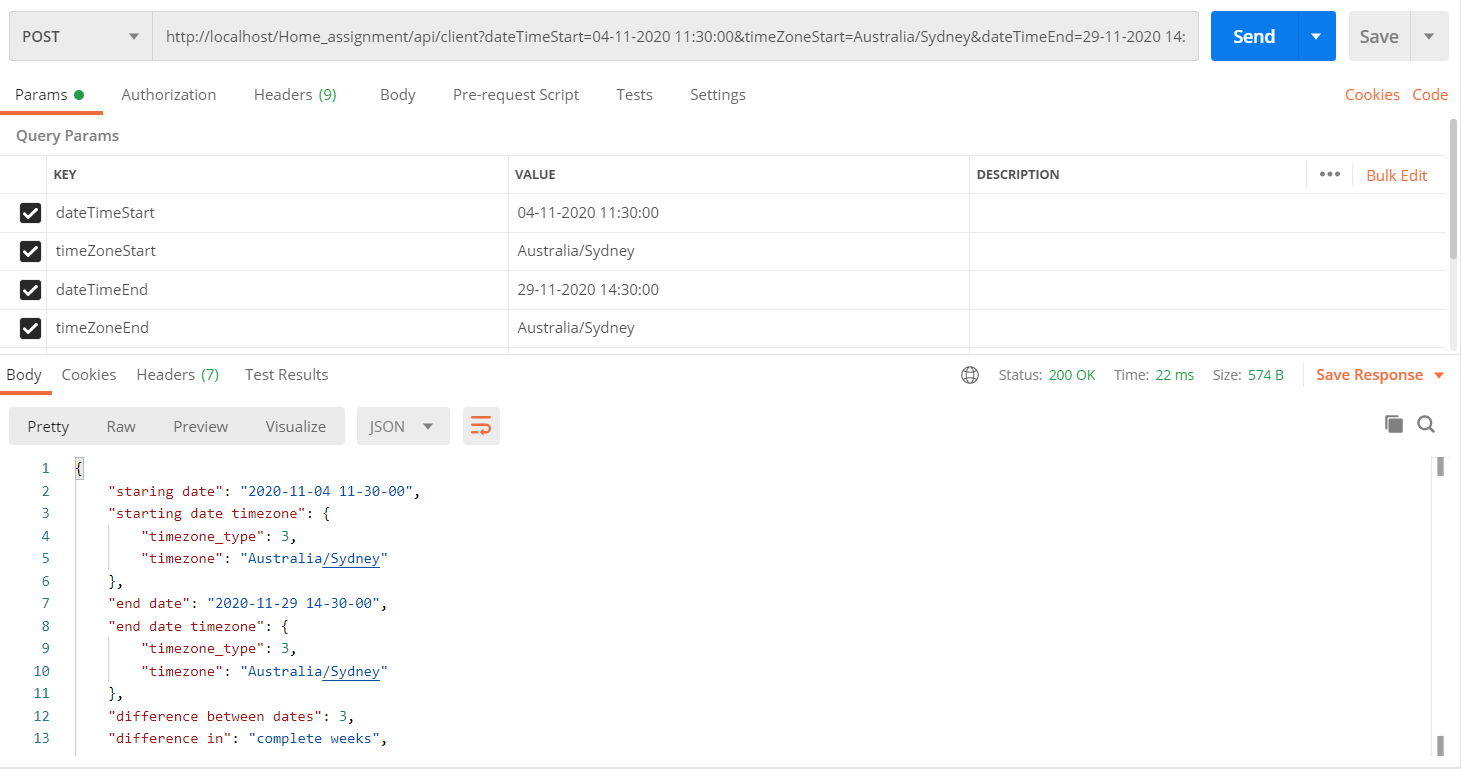 POST http://localhost/Home_assignment/api/client?dateTimeStart=04-11-2020 11:30:00&timeZoneStart=Australia/Sydney&dateTimeEnd=29-11-2020 14: Send Save
Params Authorization Headers (9) Body Pre-request Script Tests Settings Cookies Code
Query Params
KEY VALUE DESCRIPTION ••• Bulk Edit
dateTimeStart 04-11-2020 11:30:00
timeZoneStart Australia/Sydney
dateTimeEnd 29-11-2020 14:30:00
timeZoneEnd Australia/Sydney
Body Cookies Headers (7) Test Results Status: 200 OK Time: 22 ms Size: 574 B Save Response
Pretty Raw Preview Visualize JSON
1 {
2 "staring date": "2020-11-04 11-30-00",
3 "starting date timezone": {
4 "timezone_type": 3,
5 "timezone": "Australia/Sydney"
6 },
7 "end date": "2020-11-29 14-30-00",
8 "end date timezone": {
9 "timezone_type": 3,
10 "timezone": "Australia/Sydney"
11 },
12 "difference between dates": 3,
13 "difference in": "complete weeks",